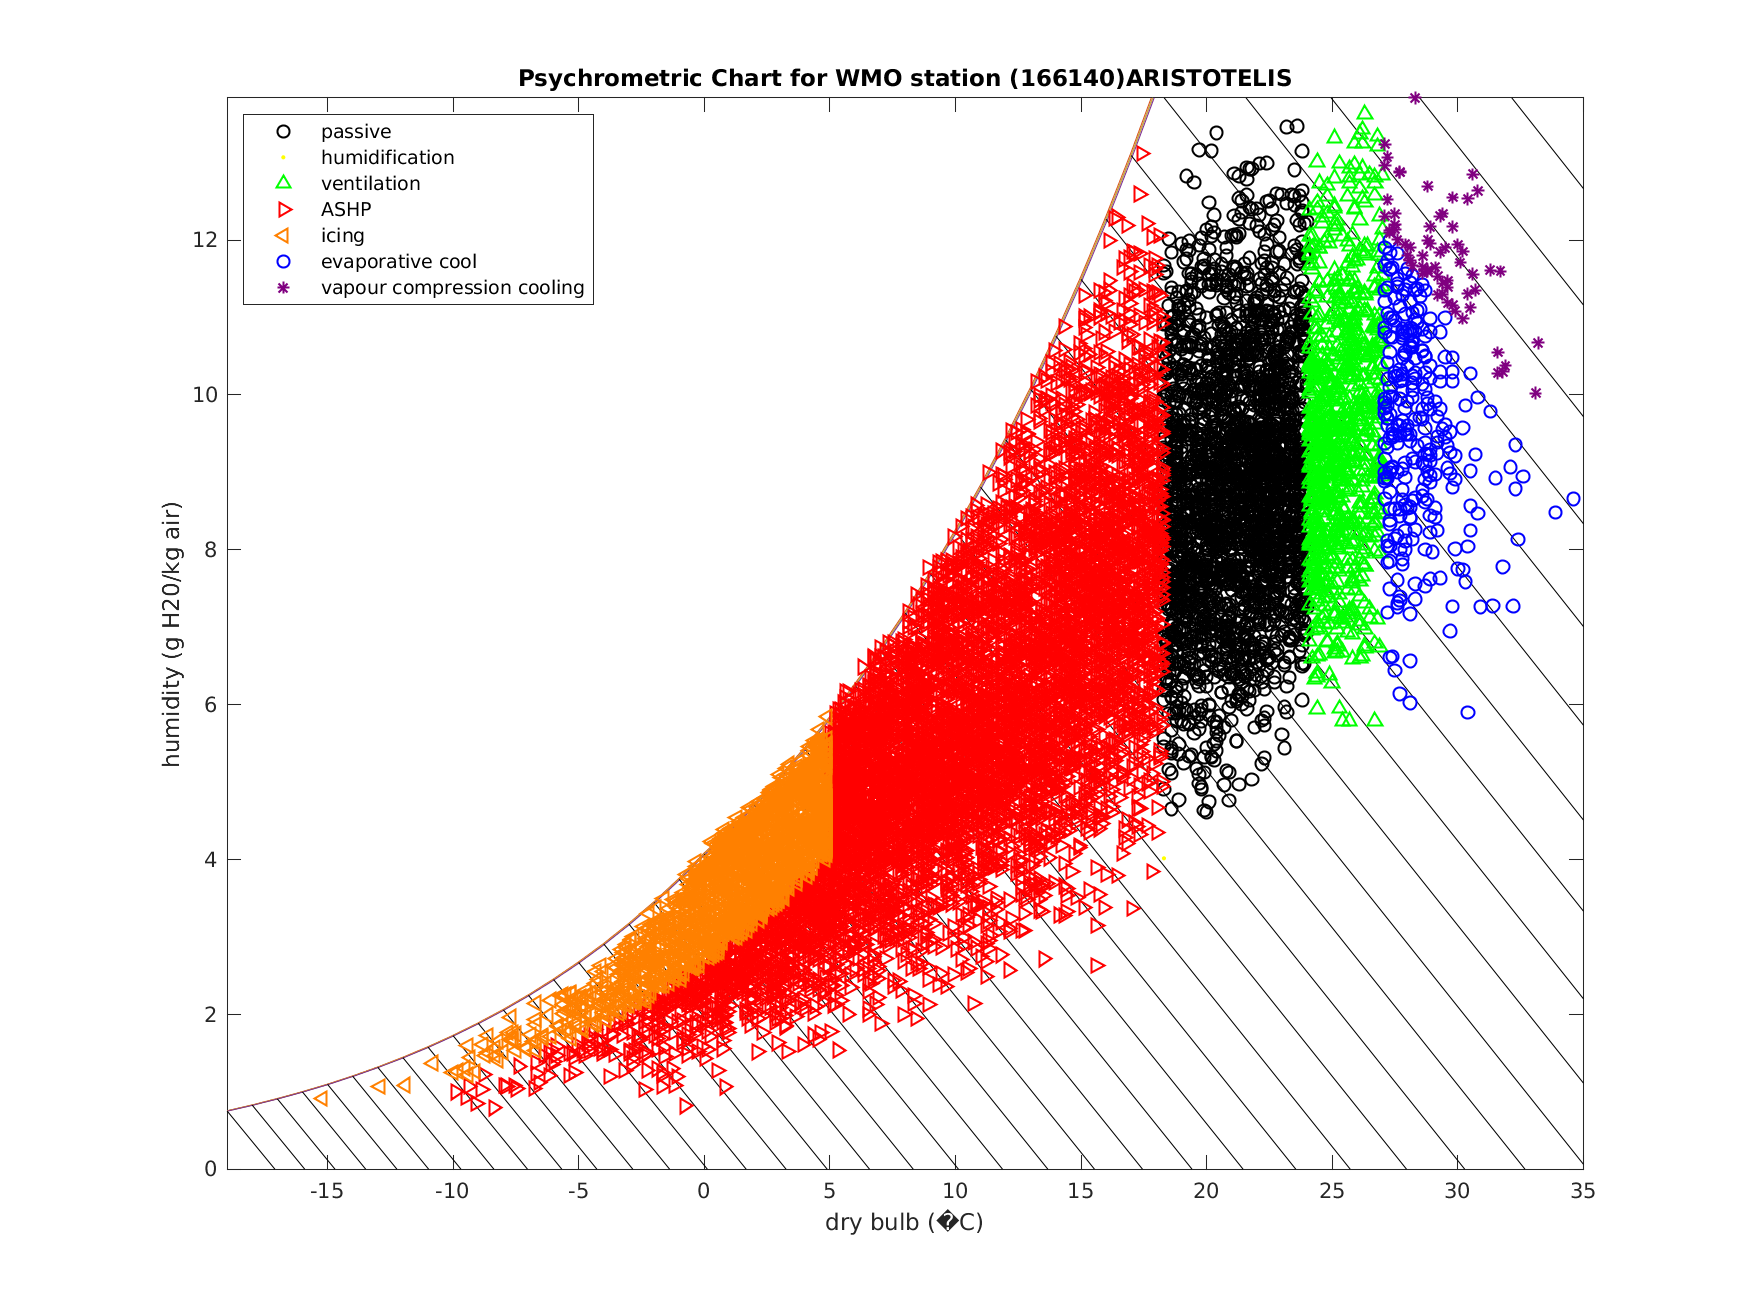 Psychrometric Chart for WMO station (166140)ARISTOTELIS
passive
humidification
ventilation
ASHP
icing
evaporative cool
vapour compression cooling
humidity (g H20/kg air)
12
10
8
6
4
2
0
-15 -10 -5 0 5 10 15 20 25 30 35
dry bulb (�C)